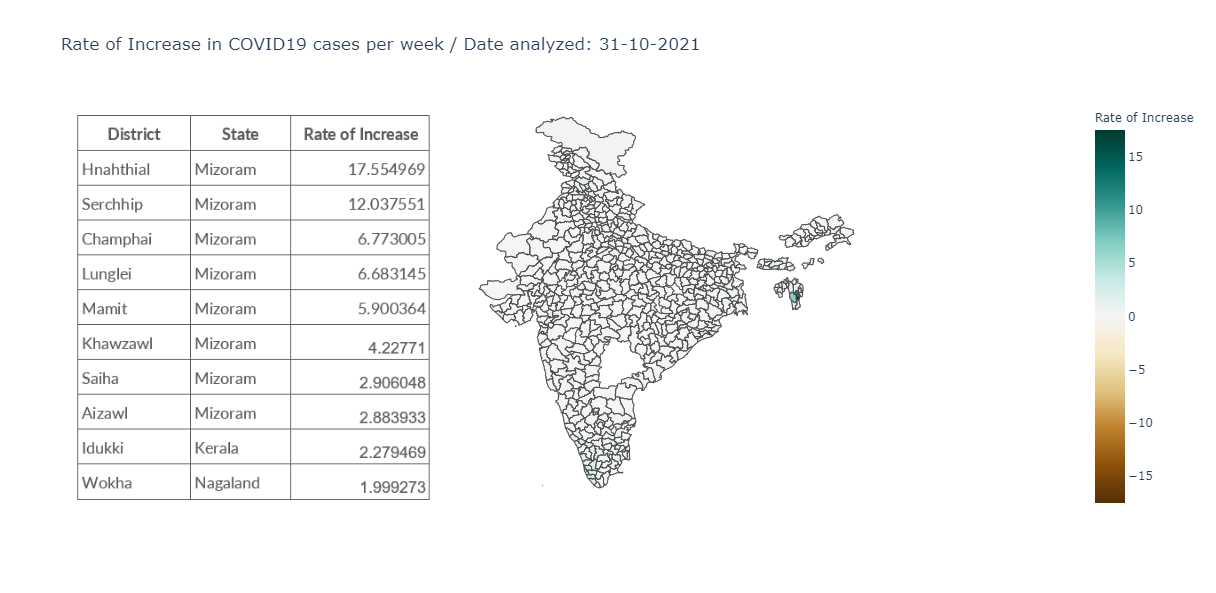 Rate of Increase in COVID19 cases per week / Date analyzed: 31-10-2021
District State Rate of Increase
Hnahthial Mizoram 17.554969
Serchhip Mizoram 12.037551
Champhai Mizoram 6.773005
Lunglei Mizoram 6.683145
Mamit Mizoram 5.900364
Khawzawl Mizoram 4.22771
Saiha Mizoram 2.906048
Aizawl Mizoram 2.883933
Idukki Kerala 2.279469
Wokha Nagaland 1.999273
Rate of Increase
15
10
5
0
−5
−10
−15